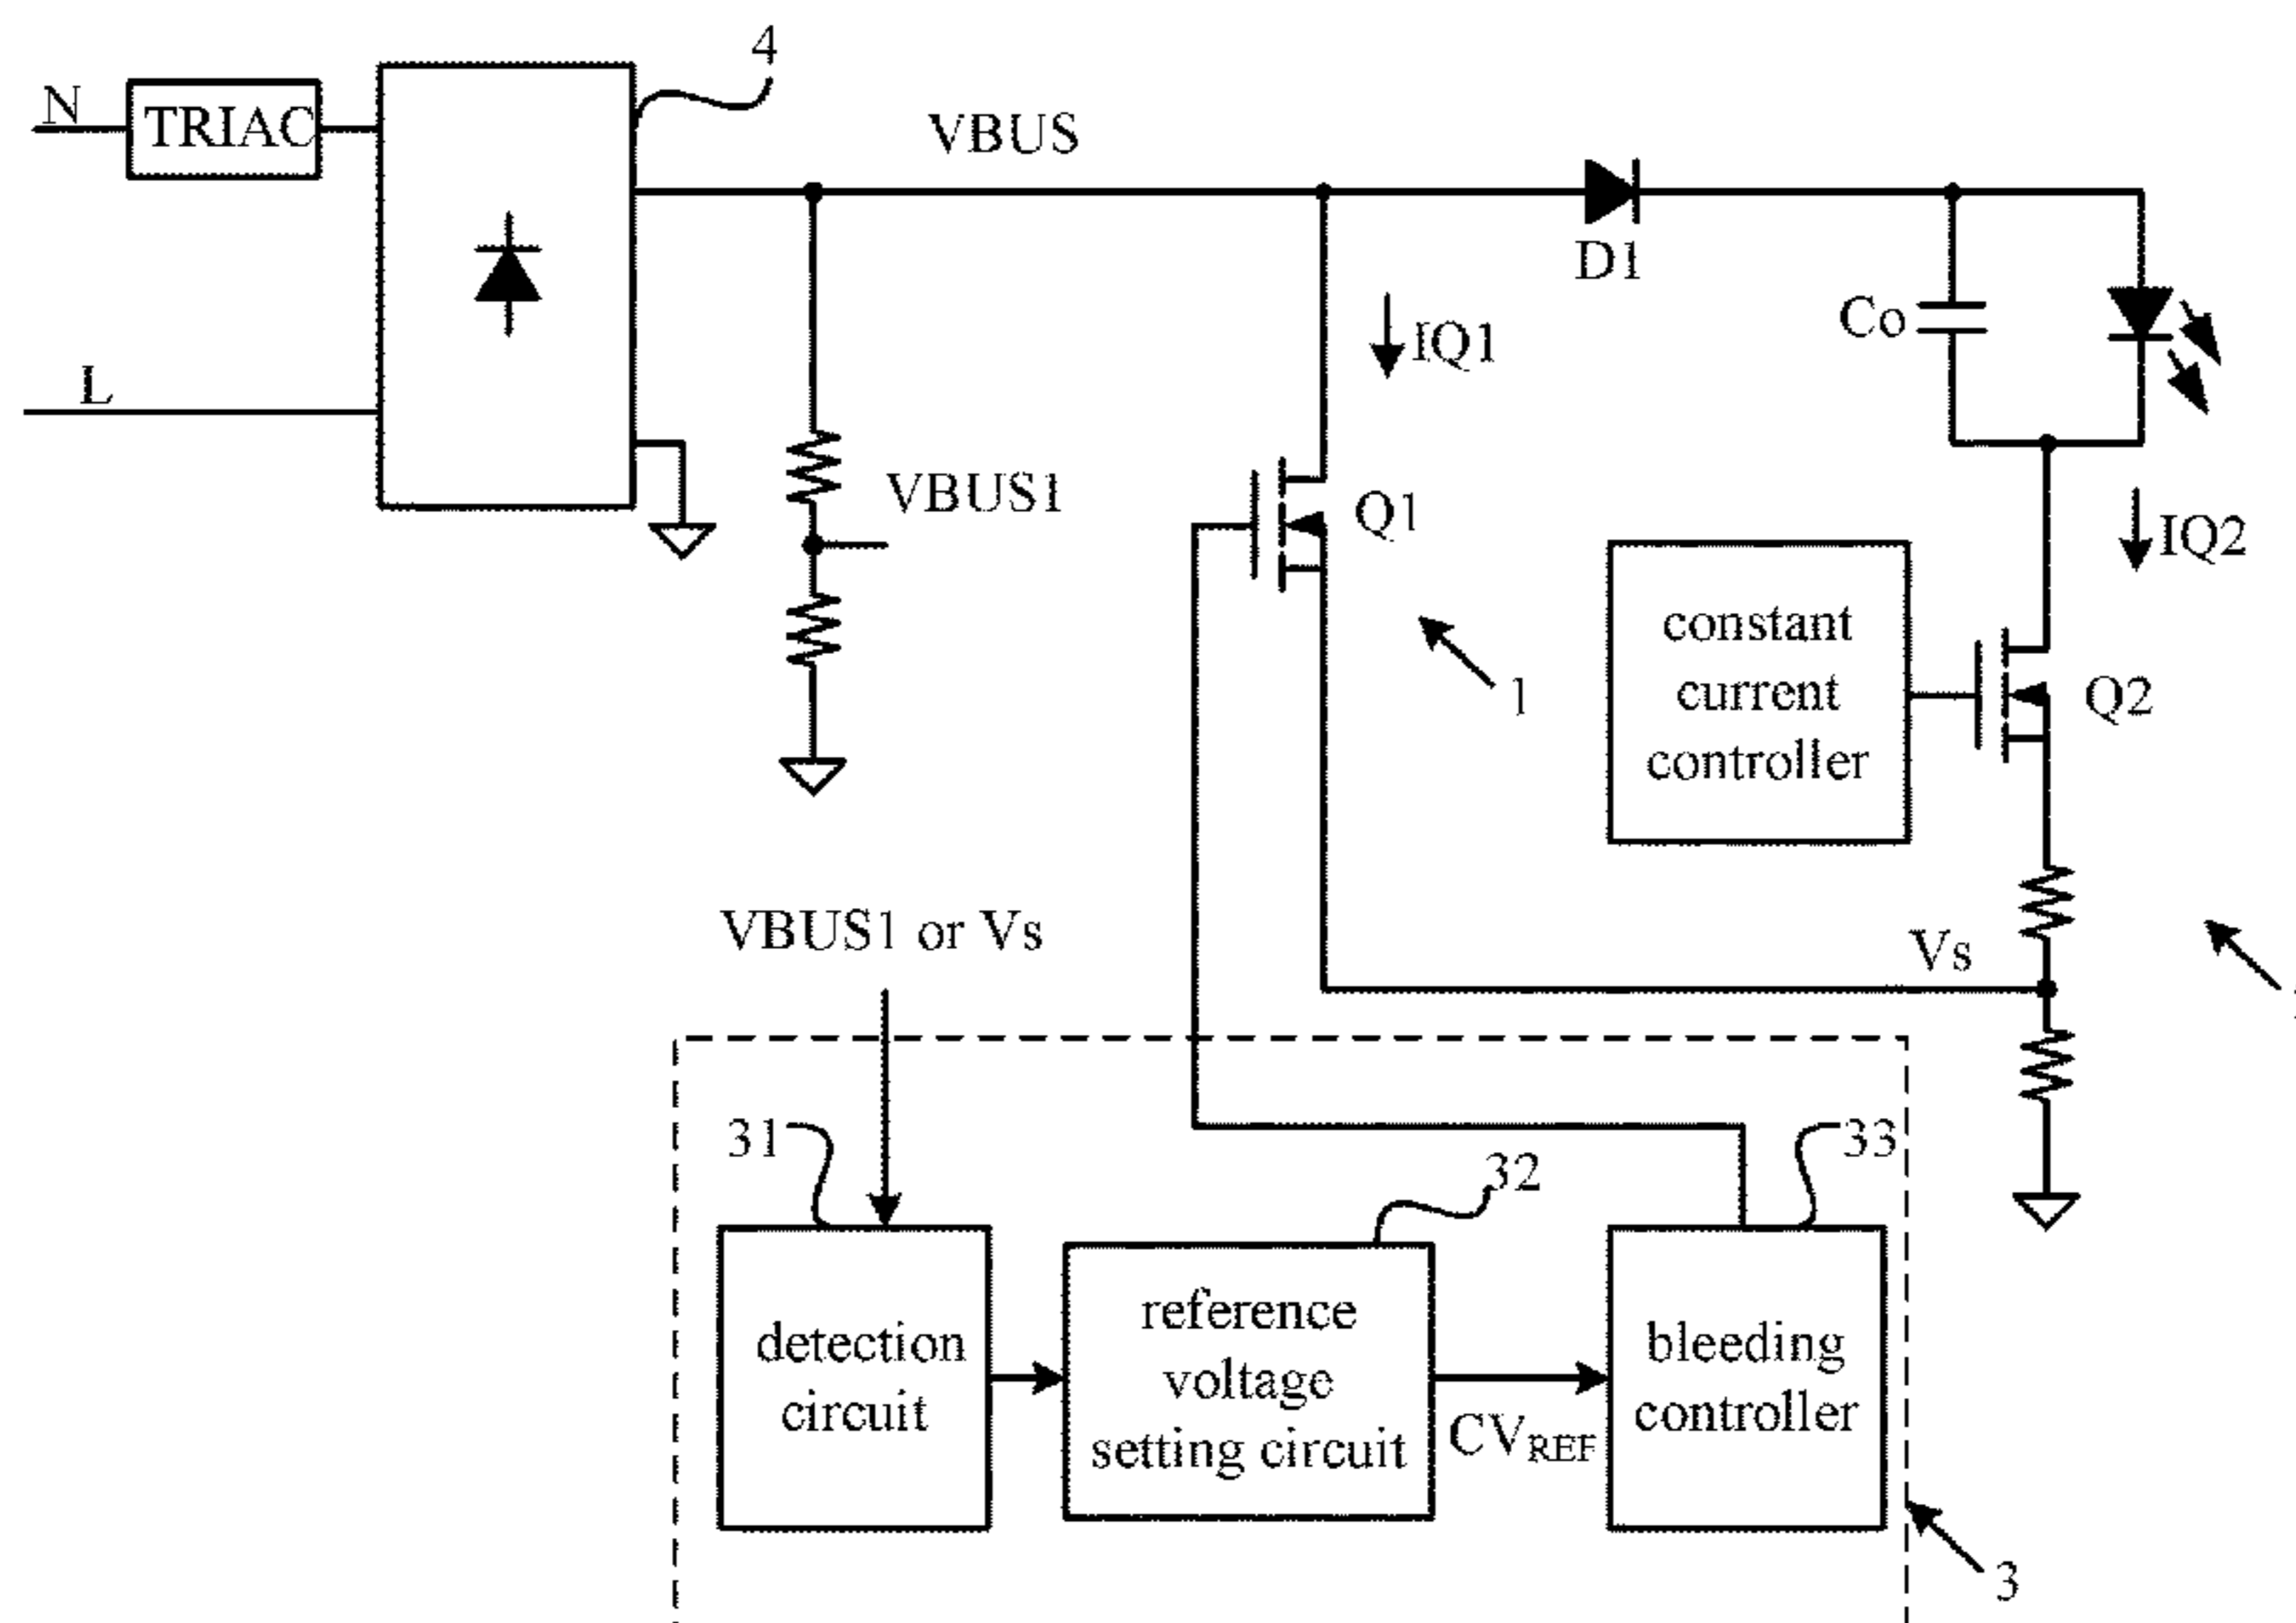 4
N
TRIAC
VBUS
D1
Co
IQ1
L
VBUS1
Q1
IQ2
constant
current
controller
Q2
1
VBUS1 or Vs
Vs
31
32
33
detection
circuit
reference
voltage
setting circuit
CVREF
bleeding
controller
3